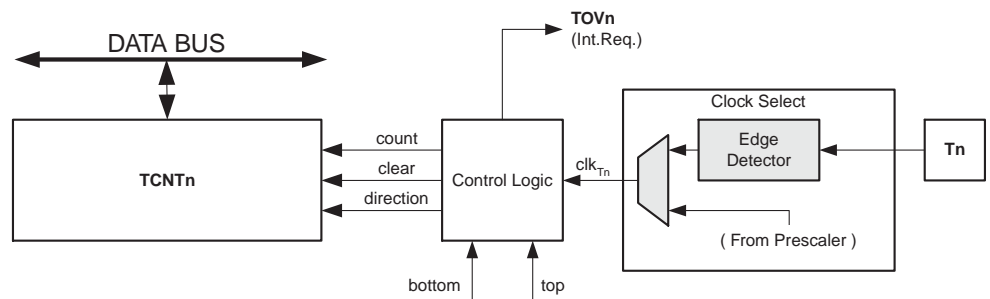 TOVn
(Int.Req.)
DATA BUS
Clock Select
count
Edge
Detector
Tn
TCNTn
clear
Control Logic
clkTn
direction
( From Prescaler )
bottom
top